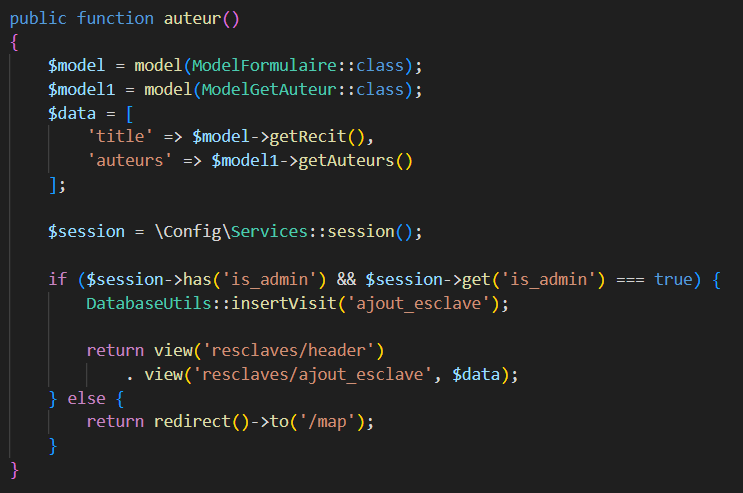 public function auteur()
{
    $model = model(ModelFormulaire::class);
    $model1 = model(ModelGetAuteur::class);
    $data = [
        'title' => $model->getRecit(),
        'auteurs' => $model1->getAuteurs()
    ];

    $session = \Config\Services::session();

    if ($session->has('is_admin') && $session->get('is_admin') === true) {
        DatabaseUtils::insertVisit('ajout_esclave');

        return view('resclaves/header')
            . view('resclaves/ajout_esclave', $data);
    } else {
        return redirect()->to('/map');
    }
}